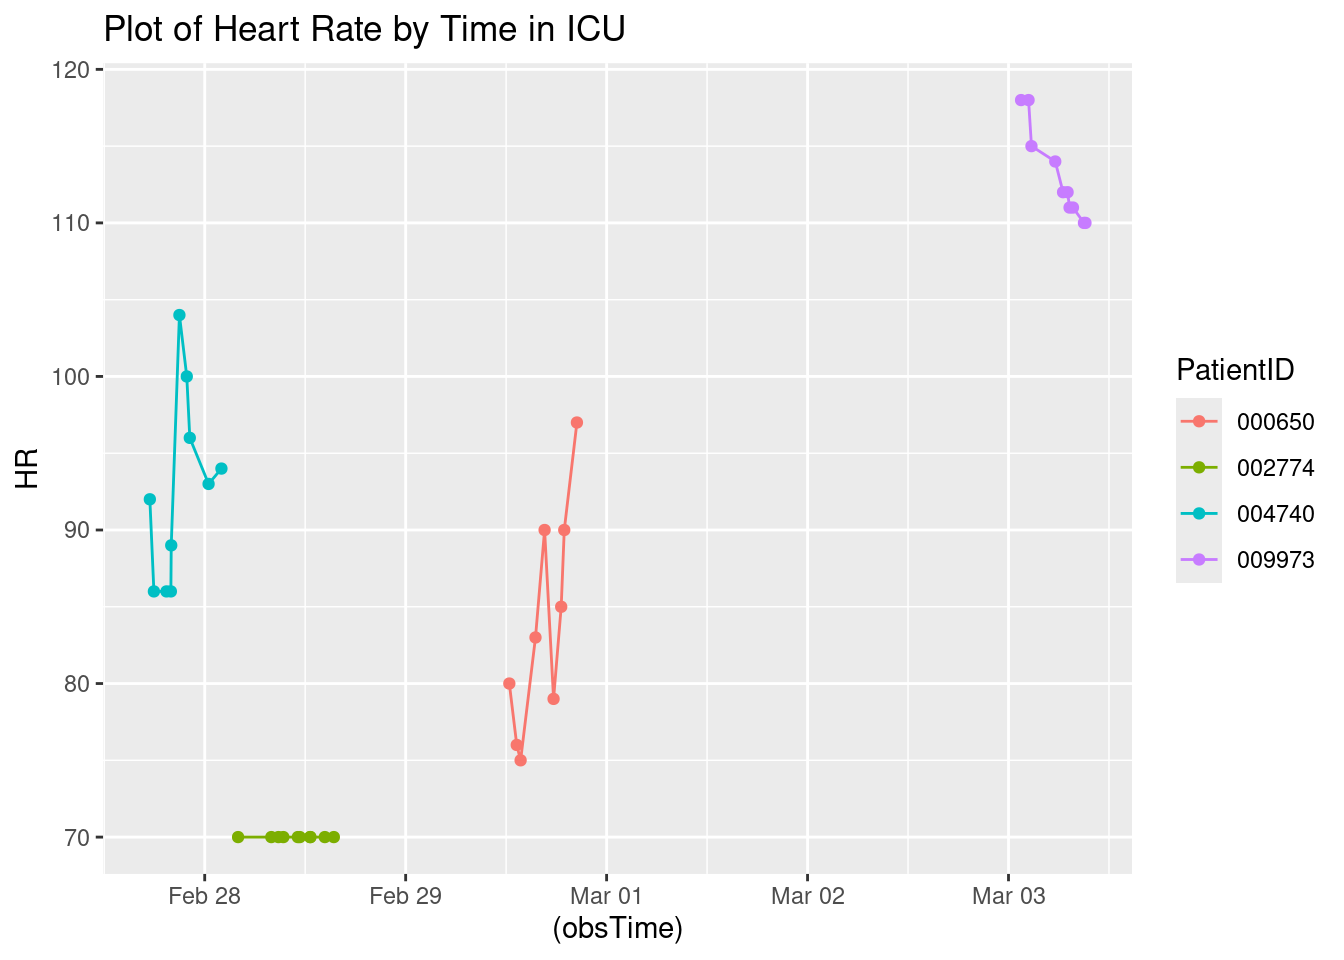 Plot of Heart Rate by Time in ICU
120
110
100
90
80
70
HR
Feb 28
Feb 29
Mar 01
Mar 02
Mar 03
(obsTime)
PatientID
000650
002774
004740
009973